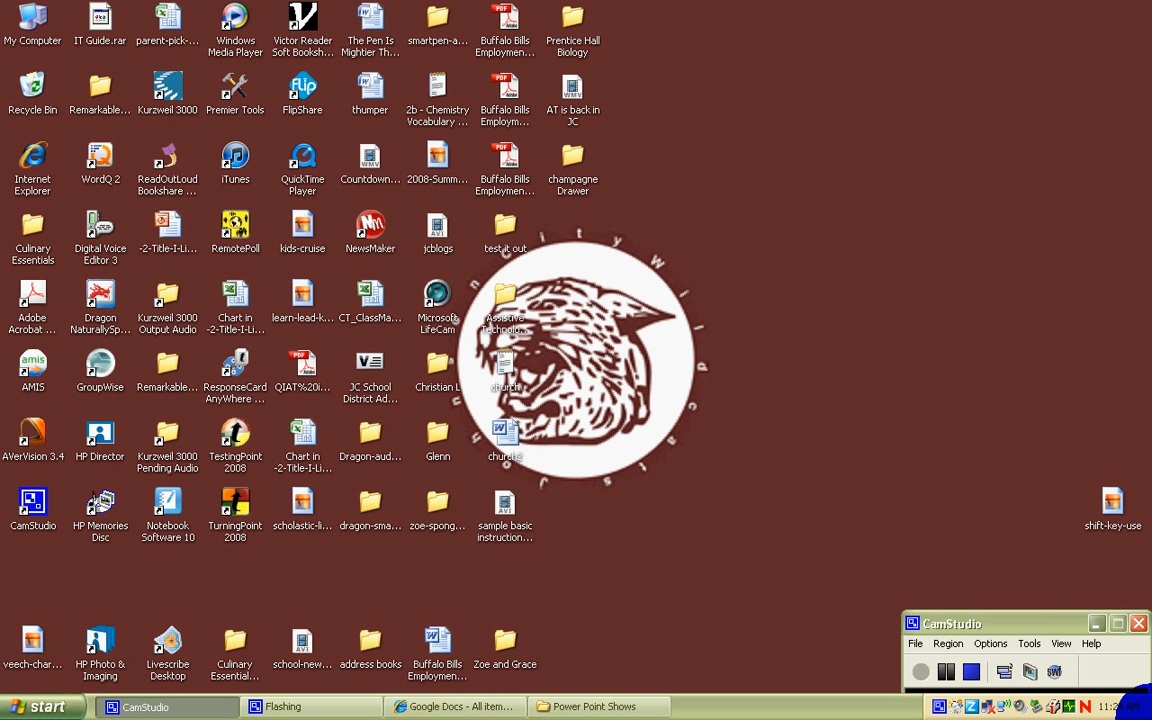 My Computer
IT Guide.rar
parent-pick-...
Windows
Media Player
Victor Reader
Soft Booksh...
The Pen Is
Mightier Th...
smartpen-a...
Buffalo Bills
Employmen...
Prentice Hall
Biology
Recycle Bin
Remarkable...
Kurzweil 3000
Premier Tools
FlipShare
thumper
2b - Chemistry
Vocabulary ...
Buffalo Bills
Employm...
AT is back in
JC
Internet
Explorer
WordQ 2
ReadOutLoud
Bookshare ...
iTunes
QuickTime
Player
Countdown...
2008-Summ...
Buffalo Bills
Employmen...
champagne
Drawer
Culinary
Essentials
Digital Voice
Editor 3
-2-Title-I-Li...
RemotePoll
kids-cruise
NewsMaker
jcblogs
test it out
Adobe
Acrobat ...
Dragon
NaturallySp...
Kurzweil 3000
Output Audio
Chart in
-2-Title-I-Li...
learn-lead-k...
CT_ClassMa...
Microsoft
LifeCam
Assistive
Technolo...
AMIS
GroupWise
Remarkable...
ResponseCard
AnyWhere ...
QIAT%20i...
JC School
District Ad...
Christian L
church
AVerVision 3.4
HP Director
Kurzweil 3000
Pending Audio
TestingPoint
2008
Chart in
-2-Title-I-Li...
Dragon-aud...
Glenn
church2
CamStudio
HP Memories
Disc
Notebook
Software 10
TurningPoint
2008
scholastic-li...
dragon-sma...
zoe-spong...
sample basic
instruction...
shift-key-use
veech-char...
HP Photo &
Imaging
Livescribe
Desktop
Culinary
Essential...
school-new...
address books
Buffalo Bills
Employmen...
Zoe and Grace
Johnson City Wildcats
CamStudio
File Region Options Tools View Help
start
CamStudio
Flashing
Google Docs - All item...
Power Point Shows